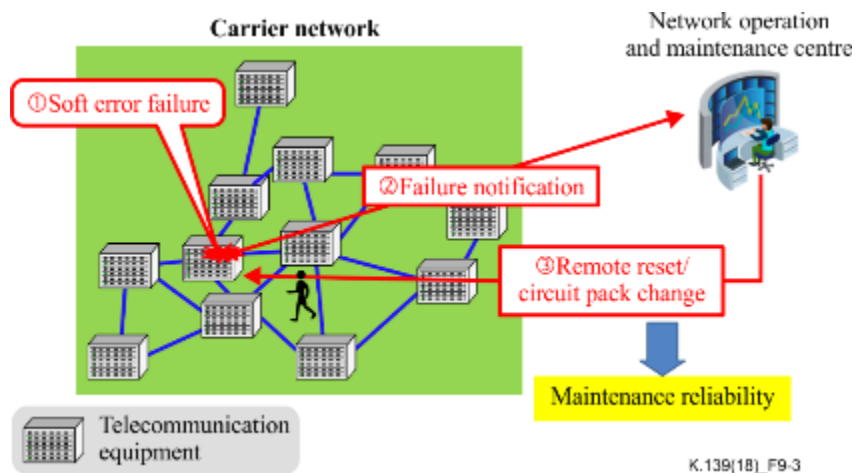 Carrier network
Network operation
and maintenance centre
①Soft error failure
②Failure notification
③Remote reset/
circuit pack change
Maintenance reliability
Telecommunication
equipment
K.139(18)_F9-3